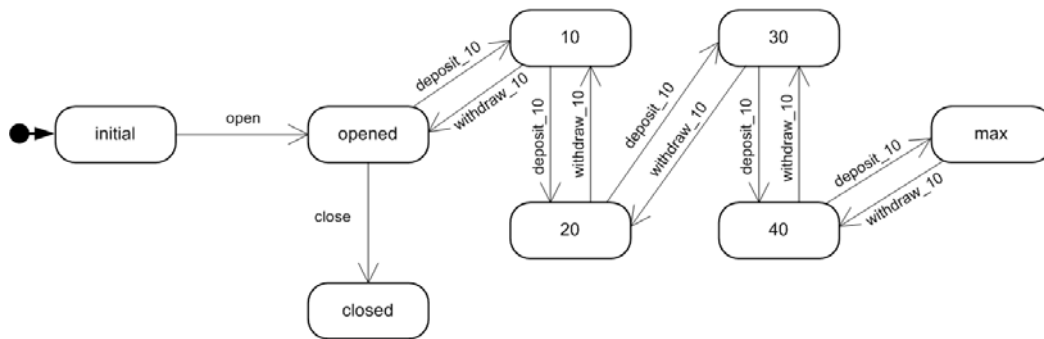 initial
open
opened
close
closed
deposit_10
withdraw_10
10
deposit_10
withdraw_10
20
deposit_10
withdraw_10
30
deposit_10
withdraw_10
40
deposit_10
withdraw_10
max